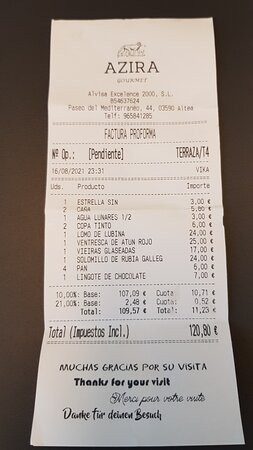 AZIRA
GOURMET
Alvisa Excelence 2000, S.L.
B54637624
Paseo del Mediterraneo, 44, 03590 Altea
Telf: 965841285
FACTURA PROFORMA
Nº Op.: [Pendiente] TERRAZA/T4
16/08/2021 23:31 VIKA
Uds. Producto Importe
1 ESTRELLA SIN 3,00 €
2 CAÑA 5,80 €
1 AGUA LUNARES 1/2 3,00 €
2 COPA TINTO 6,00 €
1 LOMO DE LUBINA 24,00 €
1 VENTRESCA DE ATUN ROJO 25,00 €
1 VIEIRAS GLASEADAS 17,00 €
1 SOLOMILLO DE RUBIA GALLEG 24,00 €
4 PAN 6,00 €
1 LINGOTE DE CHOCOLATE 7,00 €
10,00%: Base: 107,09 € Cuota: 10,71 €
21,00%: Base: 2,48 € Cuota: 0,52 €
Total: 109,57 € Total: 11,23 €
Total (Impuestos Incl.) 120,80 €
MUCHAS GRACIAS POR SU VISITA
Thanks for your visit
Merci pour votre visite
Danke für deinen Besuch